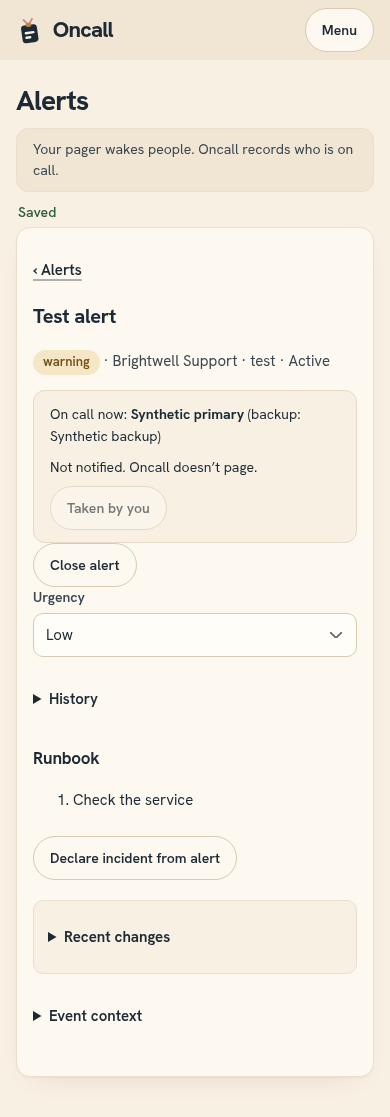 Oncall
Menu
Alerts
Your pager wakes people. Oncall records who is on
call.
Saved
‹ Alerts
Test alert
warning · Brightwell Support · test · Active
On call now: Synthetic primary (backup:
Synthetic backup)
Not notified. Oncall doesn’t page.
Taken by you
Close alert
Urgency
Low
History
Runbook
1. Check the service
Declare incident from alert
Recent changes
Event context